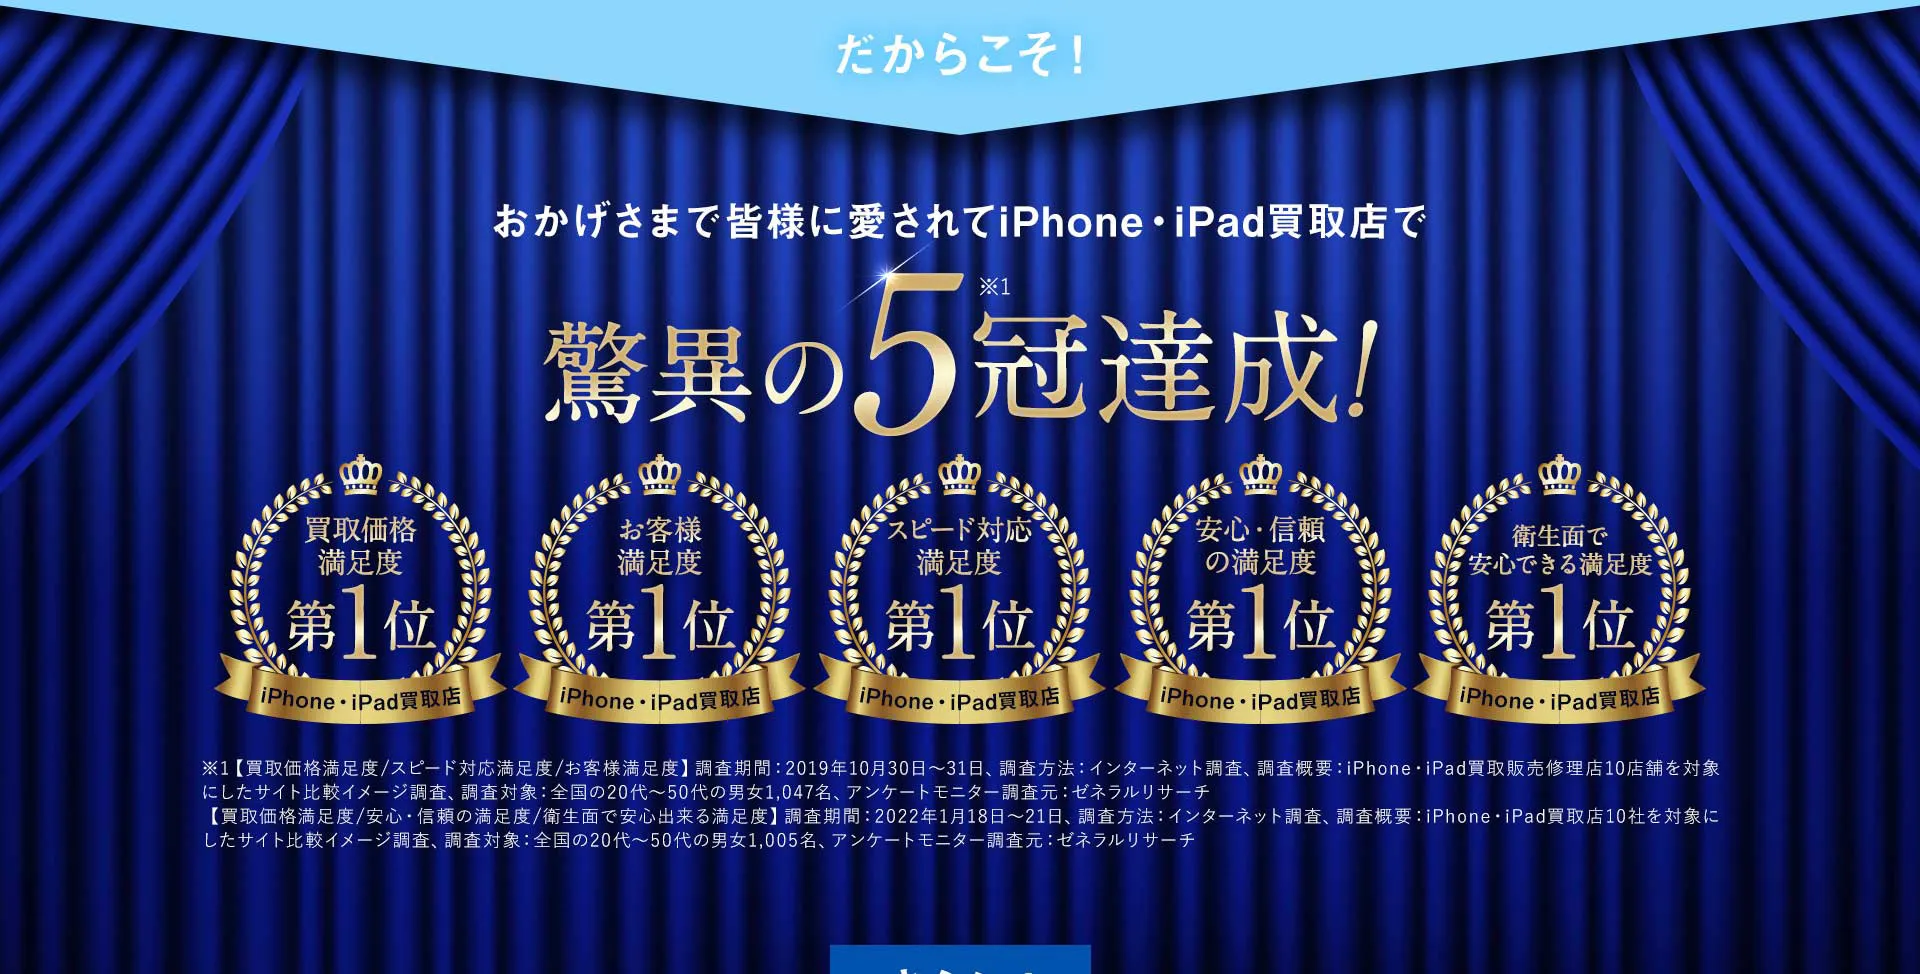 だからこそ！
おかげさまで皆様に愛されてiPhone・iPad買取店で
驚異の5冠達成！
※1
買取価格
満足度
第1位
iPhone・iPad買取店
お客様
満足度
第1位
iPhone・iPad買取店
スピード対応
満足度
第1位
iPhone・iPad買取店
安心・信頼
の満足度
第1位
iPhone・iPad買取店
衛生面で
安心できる満足度
第1位
iPhone・iPad買取店
※1【買取価格満足度/スピード対応満足度/お客様満足度】調査期間：2019年10月30日〜31日、調査方法：インターネット調査、調査概要：iPhone・iPad買取販売修理店10店舗を対象
にしたサイト比較イメージ調査、調査対象：全国の20代〜50代の男女1,047名、アンケートモニター調査元：ゼネラルリサーチ
【買取価格満足度/安心・信頼の満足度/衛生面で安心出来る満足度】調査期間：2022年1月18日〜21日、調査方法：インターネット調査、調査概要：iPhone・iPad買取店10社を対象に
したサイト比較イメージ調査、調査対象：全国の20代〜50代の男女1,005名、アンケートモニター調査元：ゼネラルリサーチ